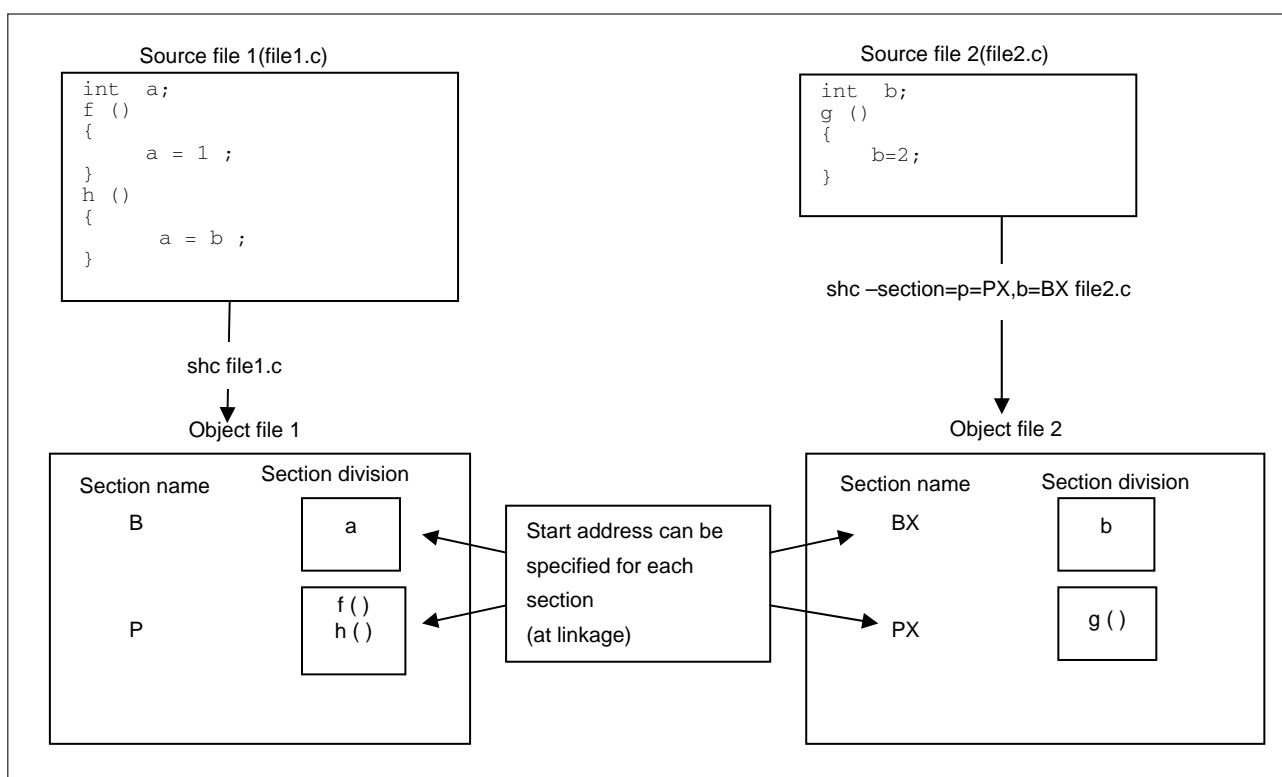 Source file 1(file1.c)
int  a;
f ()
{
     a = 1 ;
}
h ()
{
      a = b ;
}
shc file1.c
Object file 1
Section name
Section division
B
a
P
f ( )
h ( )
Start address can be
specified for each
section
(at linkage)
Source file 2(file2.c)
int  b;
g ()
{
    b=2;
}
shc –section=p=PX,b=BX file2.c
Object file 2
Section name
Section division
BX
b
PX
g ( )